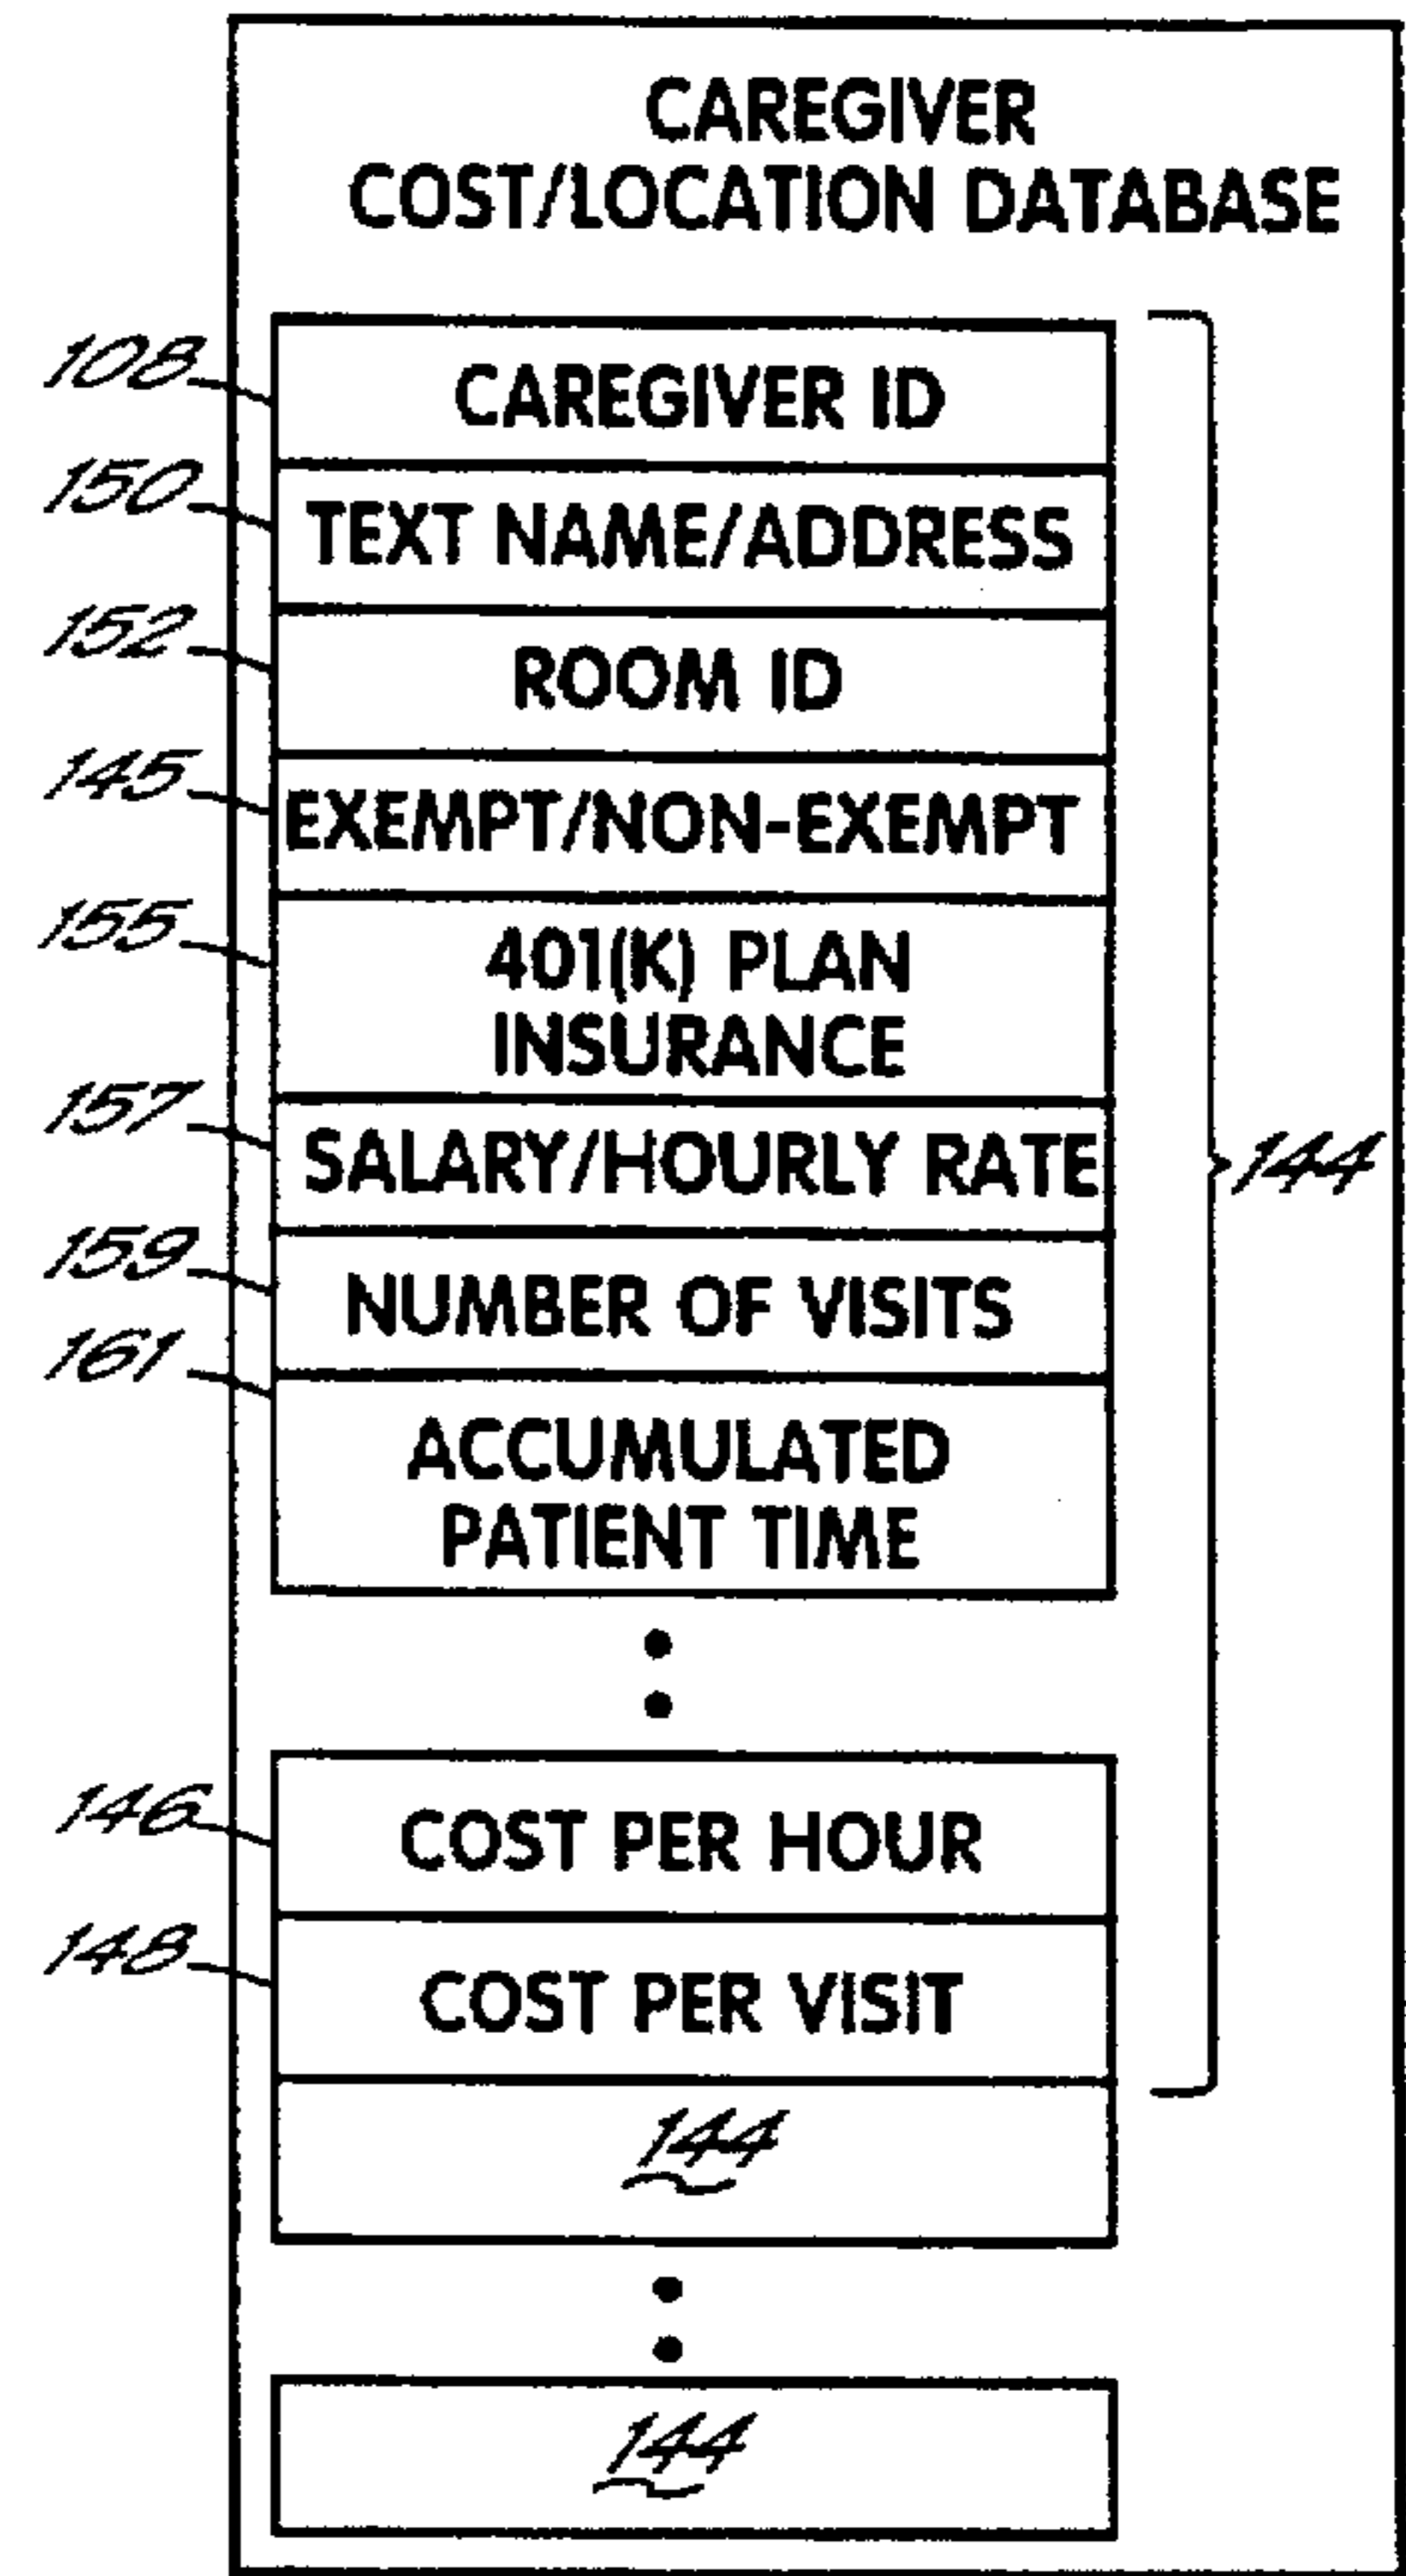 CAREGIVER
COST/LOCATION DATABASE
108 CAREGIVER ID
150 TEXT NAME/ADDRESS
152 ROOM ID
145 EXEMPT/NON-EXEMPT
155 401(K) PLAN
INSURANCE
157 SALARY/HOURLY RATE
144
159 NUMBER OF VISITS
161 ACCUMULATED
PATIENT TIME
146 COST PER HOUR
148 COST PER VISIT
144
144